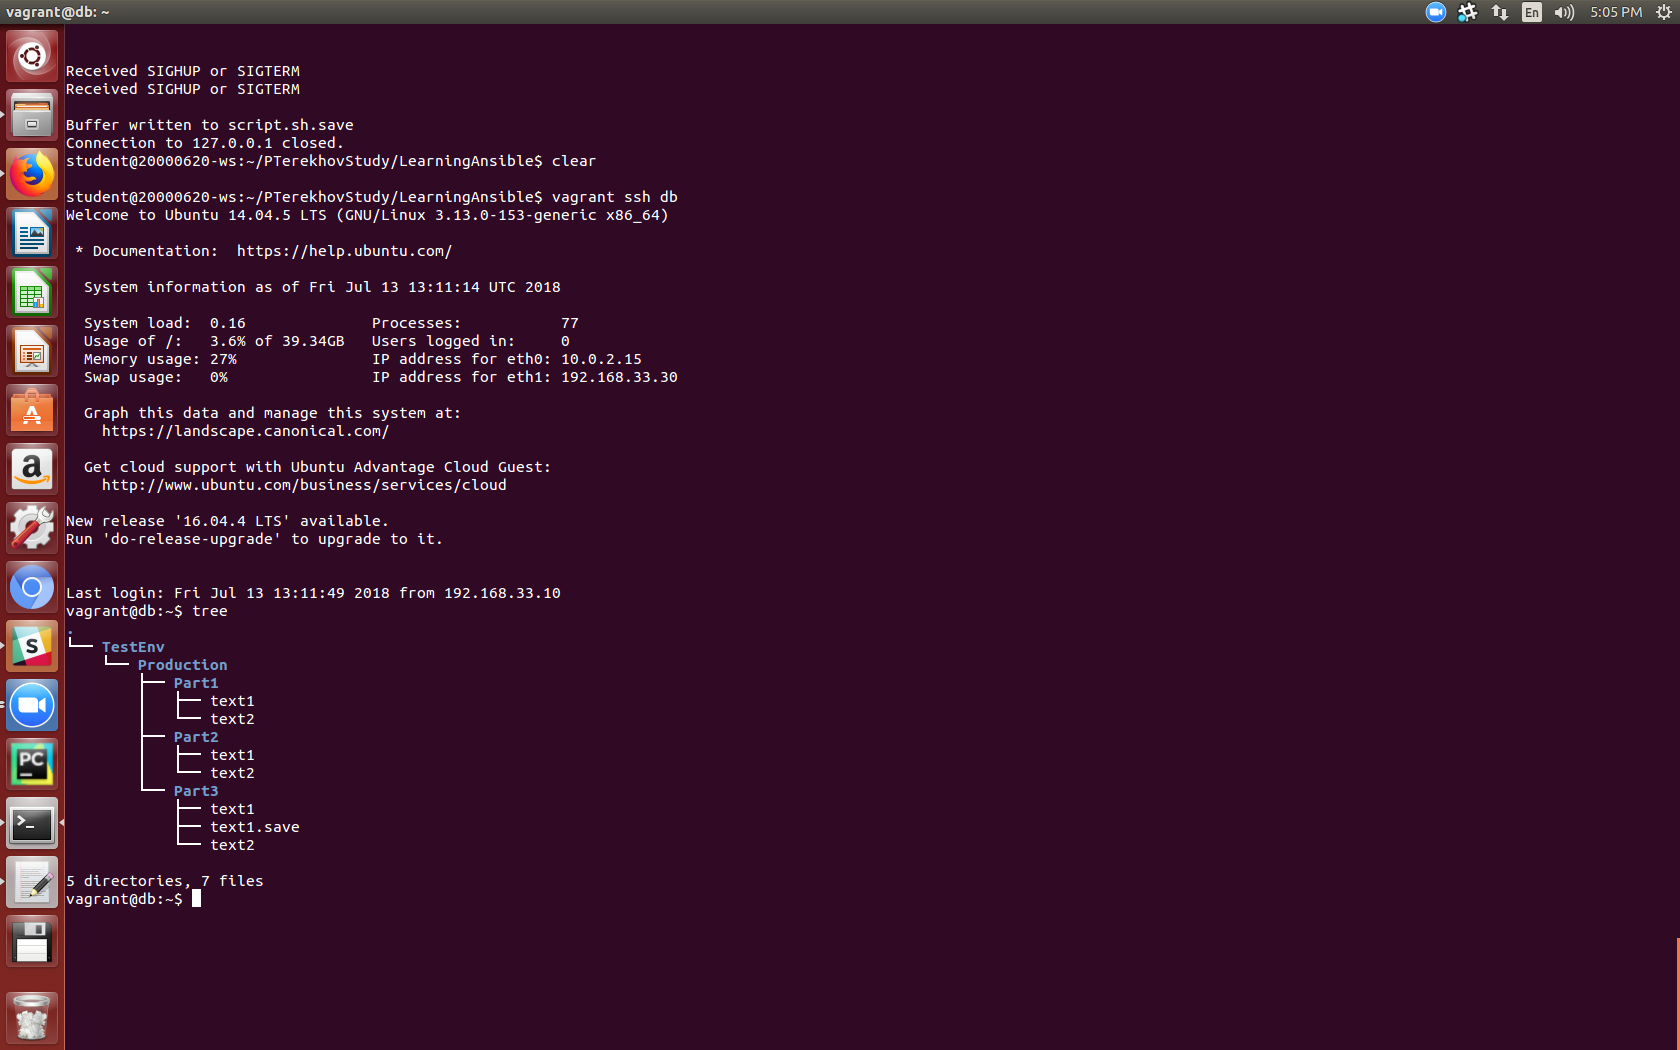 vagrant@db: ~
En
5:05 PM
Received SIGHUP or SIGTERM
Received SIGHUP or SIGTERM
Buffer written to script.sh.save
Connection to 127.0.0.1 closed.
student@20000620-ws:~/PTerekhovStudy/LearningAnsible$ clear
student@20000620-ws:~/PTerekhovStudy/LearningAnsible$ vagrant ssh db
Welcome to Ubuntu 14.04.5 LTS (GNU/Linux 3.13.0-153-generic x86_64)
* Documentation:  https://help.ubuntu.com/
System information as of Fri Jul 13 13:11:14 UTC 2018
System load:  0.16              Processes:           77
Usage of /:   3.6% of 39.34GB   Users logged in:     0
Memory usage: 27%               IP address for eth0: 10.0.2.15
Swap usage:   0%                IP address for eth1: 192.168.33.30
Graph this data and manage this system at:
https://landscape.canonical.com/
Get cloud support with Ubuntu Advantage Cloud Guest:
http://www.ubuntu.com/business/services/cloud
New release '16.04.4 LTS' available.
Run 'do-release-upgrade' to upgrade to it.
Last login: Fri Jul 13 13:11:49 2018 from 192.168.33.10
vagrant@db:~$ tree
.
└── TestEnv
    └── Production
        ├── Part1
        │   ├── text1
        │   └── text2
        ├── Part2
        │   ├── text1
        │   └── text2
        └── Part3
            ├── text1
            ├── text1.save
            └── text2
5 directories, 7 files
vagrant@db:~$
a
S
PC
>_